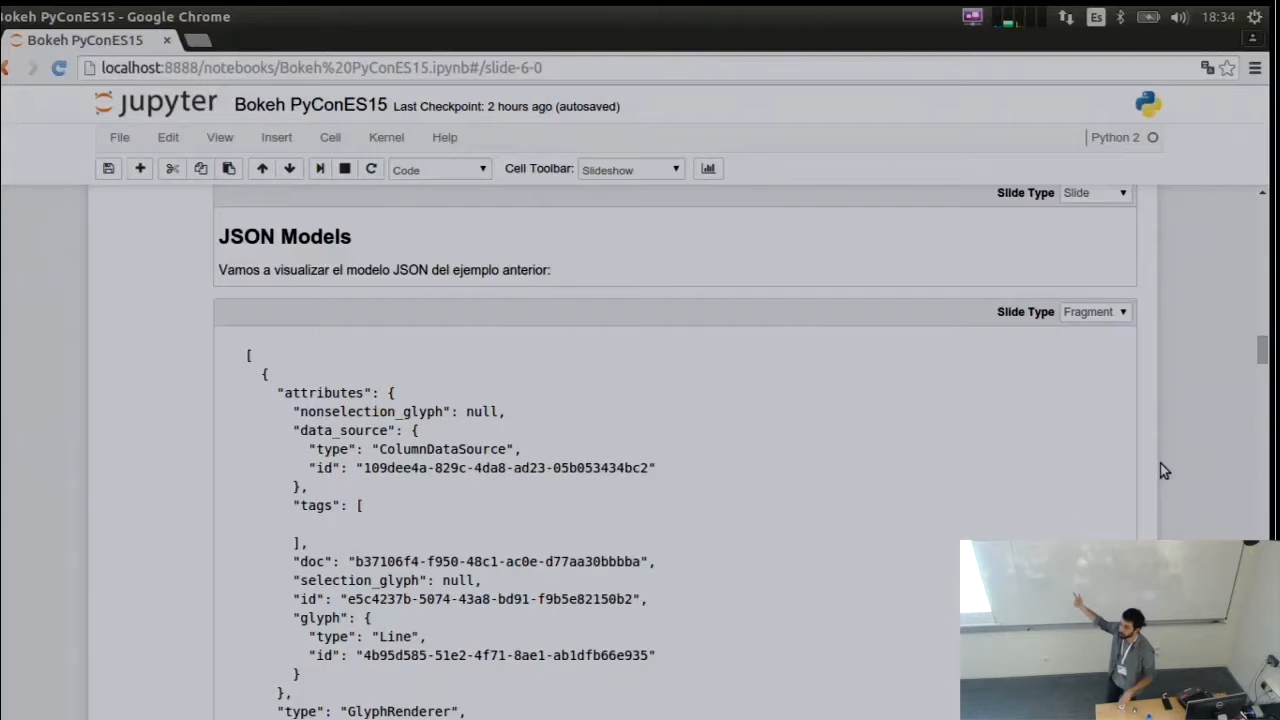 Bokeh PyConES15 - Google Chrome
Es
18:34
Bokeh PyConES15 ×
localhost:8888/notebooks/Bokeh%20PyConES15.ipynb#/slide-6-0
jupyter Bokeh PyConES15 Last Checkpoint: 2 hours ago (autosaved)
File Edit View Insert Cell Kernel Help
Python 2
Code
Cell Toolbar:
Slideshow
Slide Type Slide
JSON Models
Vamos a visualizar el modelo JSON del ejemplo anterior:
Slide Type Fragment
[
{
"attributes": {
"nonselection_glyph": null,
"data_source": {
"type": "ColumnDataSource",
"id": "109dee4a-829c-4da8-ad23-05b053434bc2"
},
"tags": [
],
"doc": "b37106f4-f950-48c1-ac0e-d77aa30bbbba",
"selection_glyph": null,
"id": "e5c4237b-5074-43a8-bd91-f9b5e82150b2",
"glyph": {
"type": "Line",
"id": "4b95d585-51e2-4f71-8ae1-ab1dfb66e935"
}
},
"type": "GlyphRenderer",